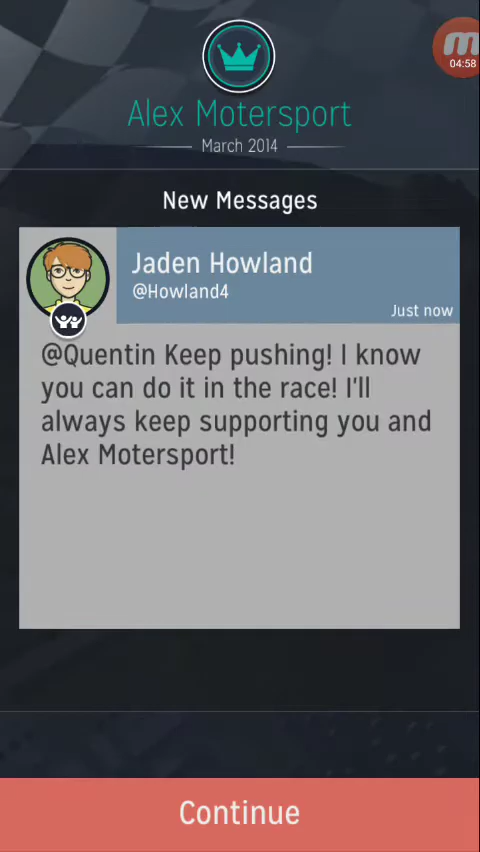 m
04:58
Alex Motersport
March 2014
New Messages
Jaden Howland
@Howland4
Just now
@Quentin Keep pushing! I know
you can do it in the race! I'll
always keep supporting you and
Alex Motersport!
Continue